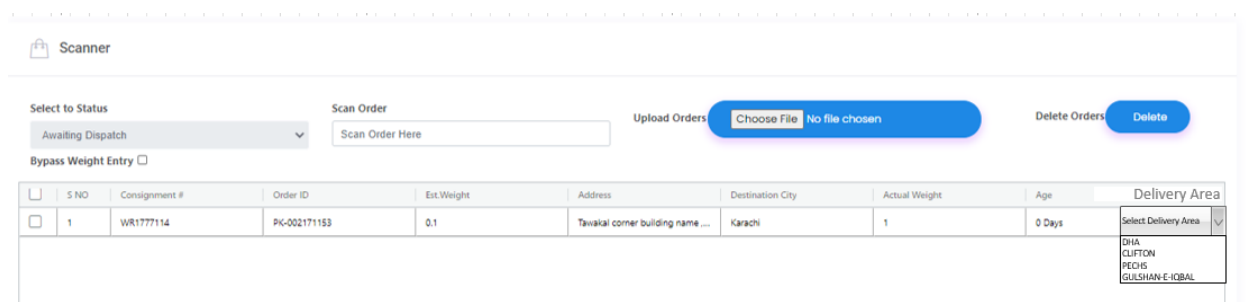 Scanner
Select to Status
Scan Order
Upload Orders
Choose File No file chosen
Delete Orders
Delete
Awaiting Dispatch
Scan Order Here
Bypass Weight Entry
S NO Consignment # Order ID Est.Weight Address Destination City Actual Weight Age Delivery Area
1 WR1777114 PK-002171153 0.1 Tawakal corner building name ,... Karachi 1 0 Days Select Delivery Area
DHA
CLIFTON
PECHS
GULSHAN-E-IQBAL